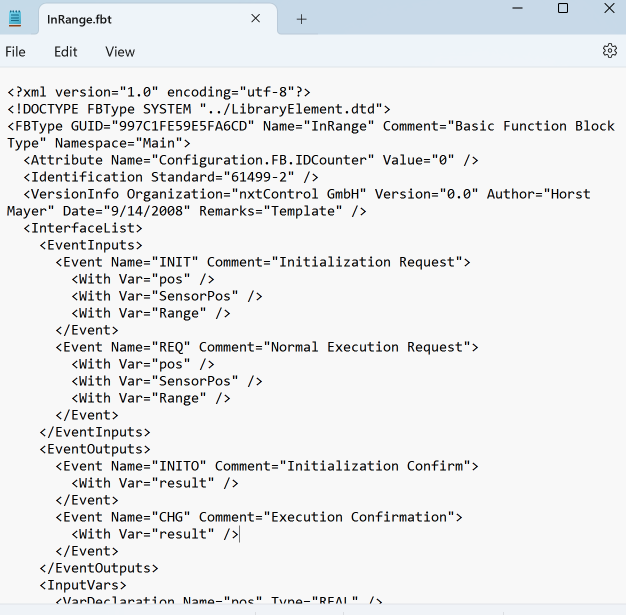 InRange.fbt
File Edit View
<?xml version="1.0" encoding="utf-8"?>
<!DOCTYPE FBType SYSTEM "../LibraryElement.dtd">
<FBType GUID="997C1FE59E5FA6CD" Name="InRange" Comment="Basic Function Block
Type" Namespace="Main">
  <Attribute Name="Configuration.FB.IDCounter" Value="0" />
  <Identification Standard="61499-2" />
  <VersionInfo Organization="nxtControl GmbH" Version="0.0" Author="Horst
Mayer" Date="9/14/2008" Remarks="Template" />
  <InterfaceList>
    <EventInputs>
      <Event Name="INIT" Comment="Initialization Request">
        <With Var="pos" />
        <With Var="SensorPos" />
        <With Var="Range" />
      </Event>
      <Event Name="REQ" Comment="Normal Execution Request">
        <With Var="pos" />
        <With Var="SensorPos" />
        <With Var="Range" />
      </Event>
    </EventInputs>
    <EventOutputs>
      <Event Name="INITO" Comment="Initialization Confirm">
        <With Var="result" />
      </Event>
      <Event Name="CHG" Comment="Execution Confirmation">
        <With Var="result" />
      </Event>
    </EventOutputs>
    <InputVars>
      <VarDeclaration Name="pos" Type="REAL" />